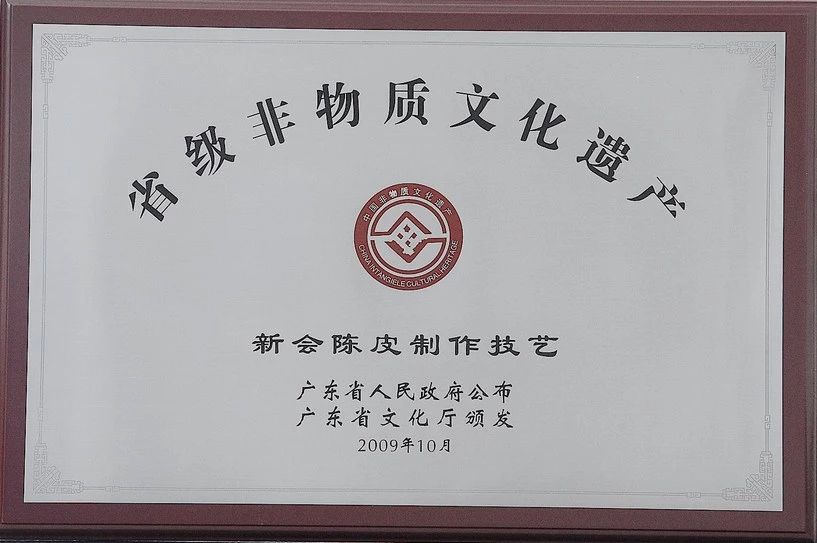 省级非物质文化遗产
中国非物质文化遗产
CHINA INTANGIELE CULTURAL HERITAGE
新会陈皮制作技艺
广东省人民政府公布
广东省文化厅颁发
2009年10月